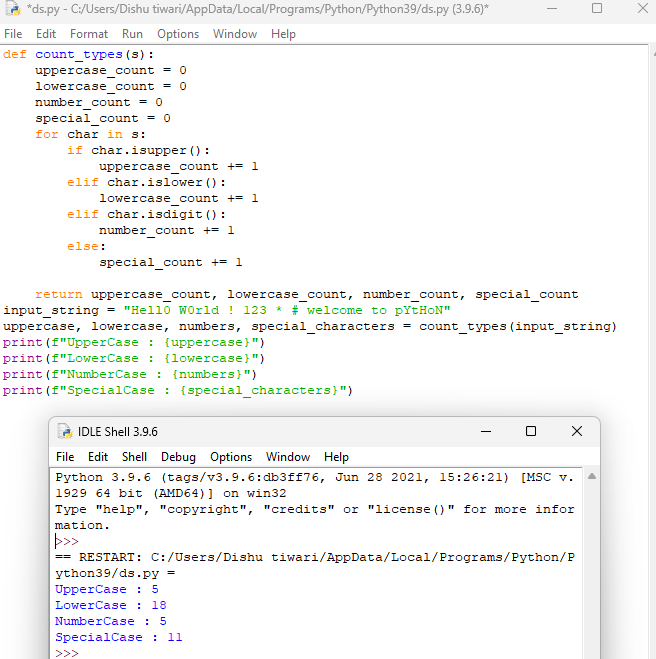 *ds.py - C:/Users/Dishu tiwari/AppData/Local/Programs/Python/Python39/ds.py (3.9.6)*
File Edit Format Run Options Window Help
def count_types(s):
    uppercase_count = 0
    lowercase_count = 0
    number_count = 0
    special_count = 0
    for char in s:
        if char.isupper():
            uppercase_count += 1
        elif char.islower():
            lowercase_count += 1
        elif char.isdigit():
            number_count += 1
        else:
            special_count += 1
    return uppercase_count, lowercase_count, number_count, special_count
input_string = "Hell0 W0rld ! 123 * # welcome to pYtHoN"
uppercase, lowercase, numbers, special_characters = count_types(input_string)
print(f"UpperCase : {uppercase}")
print(f"LowerCase : {lowercase}")
print(f"NumberCase : {numbers}")
print(f"SpecialCase : {special_characters}")
IDLE Shell 3.9.6
File Edit Shell Debug Options Window Help
Python 3.9.6 (tags/v3.9.6:db3ff76, Jun 28 2021, 15:26:21) [MSC v.
1929 64 bit (AMD64)] on win32
Type "help", "copyright", "credits" or "license()" for more infor
mation.
>>>
== RESTART: C:/Users/Dishu tiwari/AppData/Local/Programs/Python/P
ython39/ds.py =
UpperCase : 5
LowerCase : 18
NumberCase : 5
SpecialCase : 11
>>>